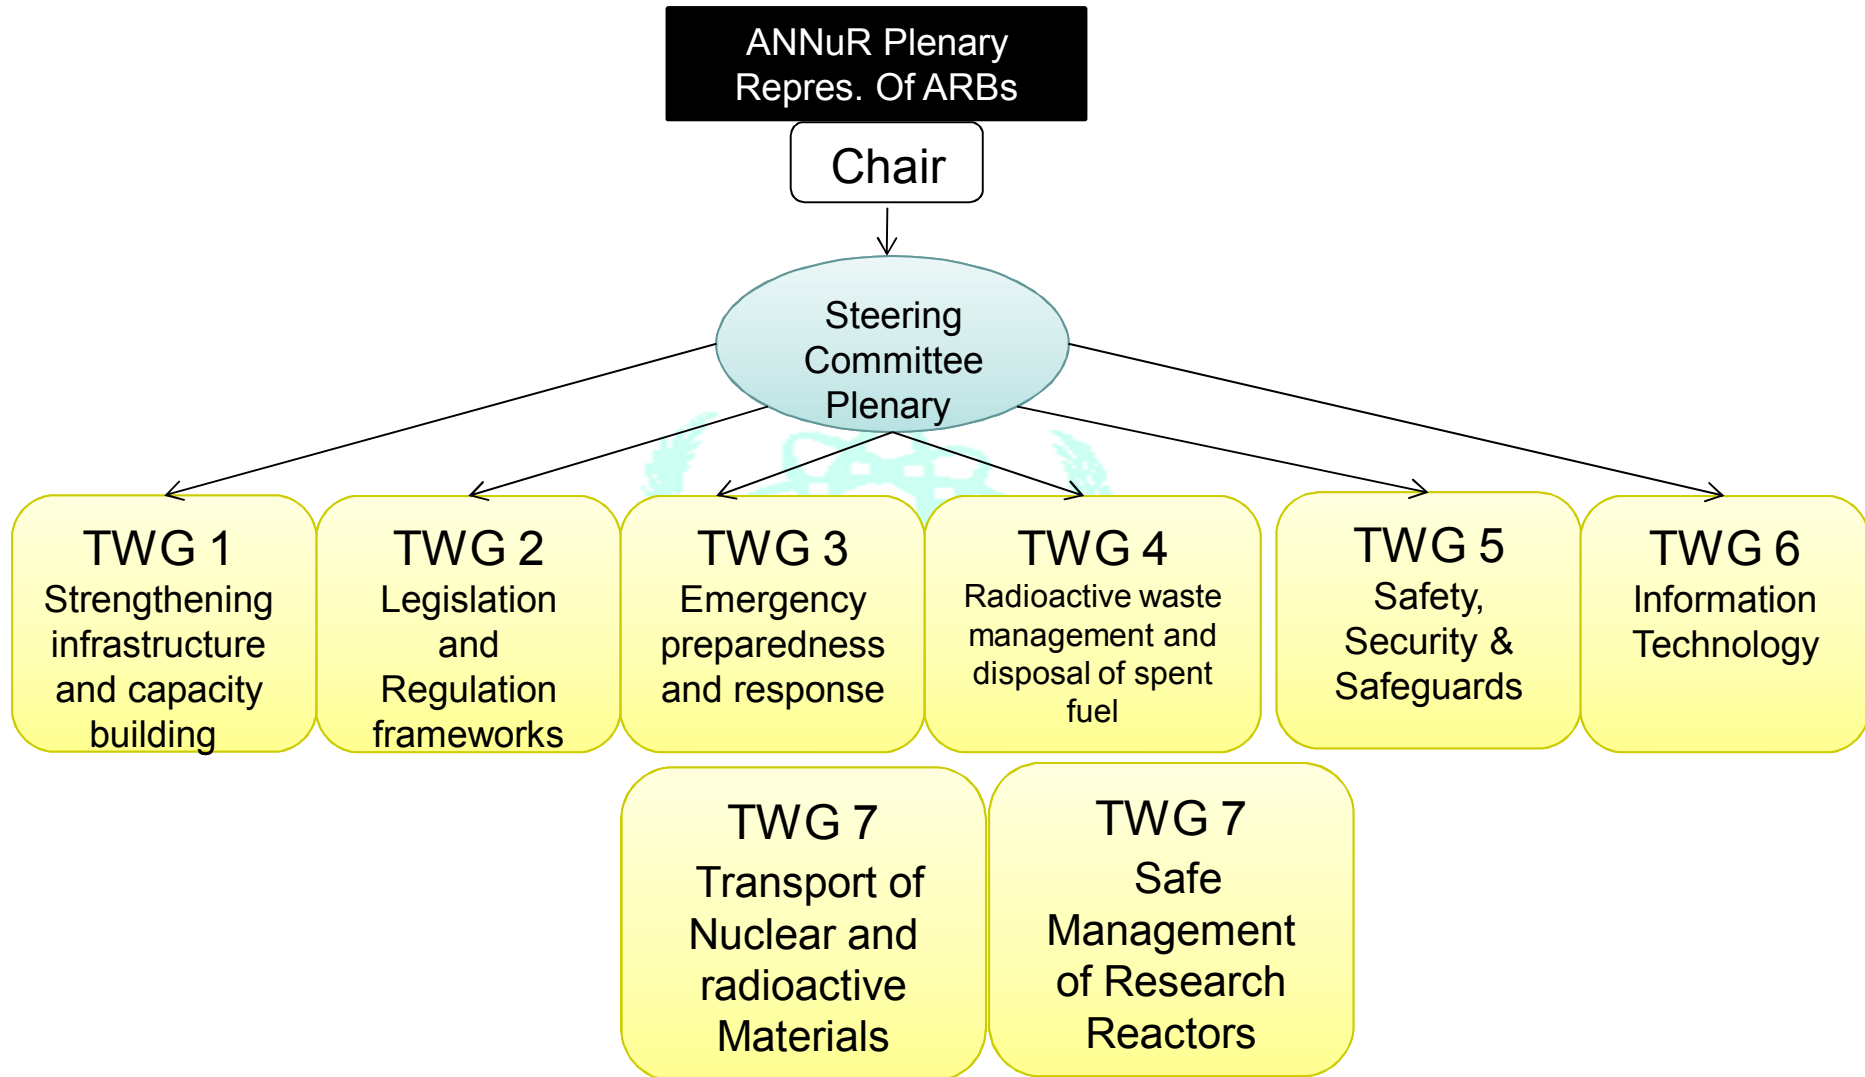 ANNuR Plenary
Repres. Of ARBs
Chair
Steering
Committee
Plenary
TWG 1
Strengthening
infrastructure
and capacity
building
TWG 2
Legislation
and
Regulation
frameworks
TWG 3
Emergency
preparedness
and response
TWG 4
Radioactive waste
management and
disposal of spent
fuel
TWG 5
Safety,
Security &
Safeguards
TWG 6
Information
Technology
TWG 7
Transport of
Nuclear and
radioactive
Materials
TWG 7
Safe
Management
of Research
Reactors